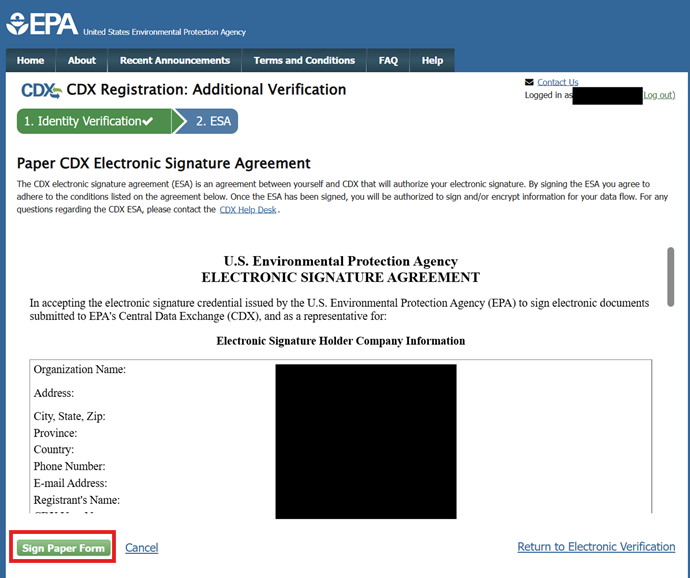 EPA United States Environmental Protection Agency
Home About Recent Announcements Terms and Conditions FAQ Help
CDX CDX Registration: Additional Verification
Contact Us
Logged in as Log out)
1. Identity Verification 2. ESA
Paper CDX Electronic Signature Agreement
The CDX electronic signature agreement (ESA) is an agreement between yourself and CDX that will authorize your electronic signature. By signing the ESA you agree to
adhere to the conditions listed on the agreement below. Once the ESA has been signed, you will be authorized to sign and/or encrypt information for your data flow. For any
questions regarding the CDX ESA, please contact the CDX Help Desk.
U.S. Environmental Protection Agency
ELECTRONIC SIGNATURE AGREEMENT
In accepting the electronic signature credential issued by the U.S. Environmental Protection Agency (EPA) to sign electronic documents
submitted to EPA's Central Data Exchange (CDX), and as a representative for:
Electronic Signature Holder Company Information
Organization Name:
Address:
City, State, Zip:
Province:
Country:
Phone Number:
E-mail Address:
Registrant's Name:
Sign Paper Form Cancel Return to Electronic Verification